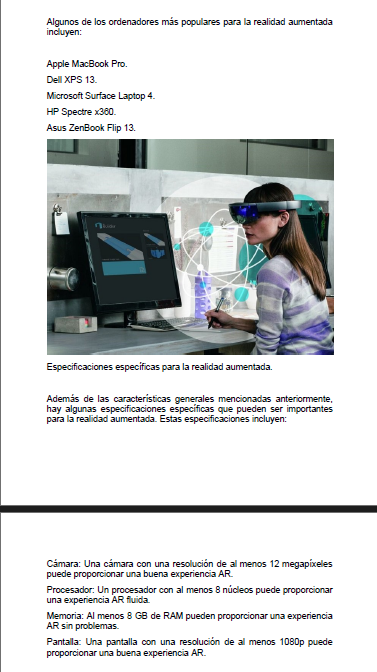 Algunos de los ordenadores más populares para la realidad aumentada
incluyen:
Apple MacBook Pro.
Dell XPS 13.
Microsoft Surface Laptop 4.
HP Spectre x360.
Asus ZenBook Flip 13.
Especificaciones específicas para la realidad aumentada.
Además de las características generales mencionadas anteriormente,
hay algunas especificaciones específicas que pueden ser importantes
para la realidad aumentada. Estas especificaciones incluyen:
Cámara: Una cámara con una resolución de al menos 12 megapíxeles
puede proporcionar una buena experiencia AR.
Procesador: Un procesador con al menos 8 núcleos puede proporcionar
una experiencia AR fluida.
Memoria: Al menos 8 GB de RAM pueden proporcionar una experiencia
AR sin problemas.
Pantalla: Una pantalla con una resolución de al menos 1080p puede
proporcionar una buena experiencia AR.